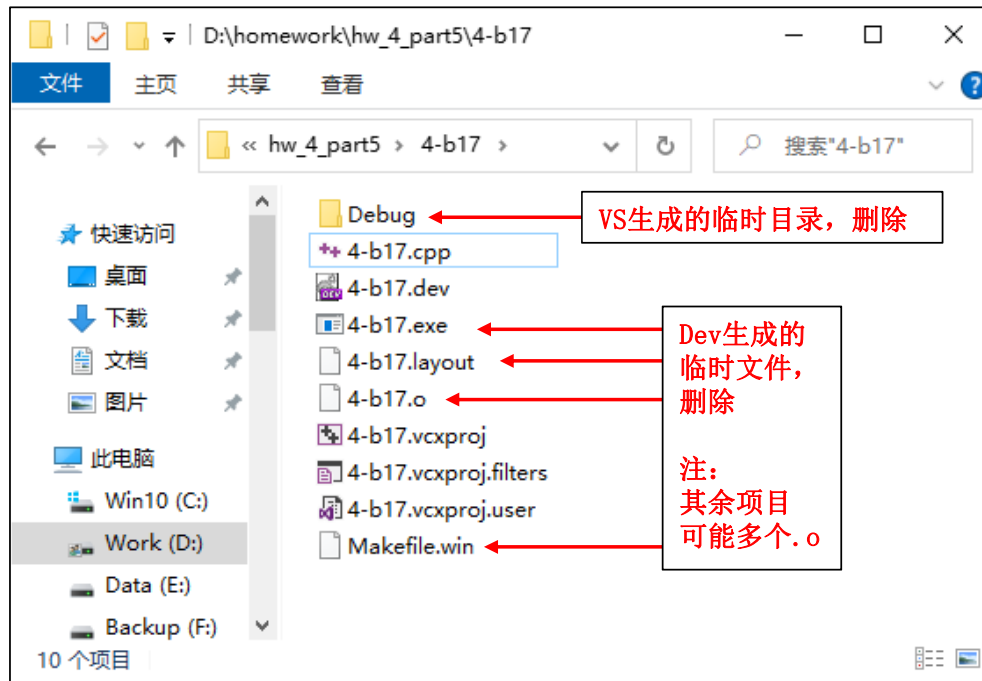 D:\homework\hw_4_part5\4-b17
文件 主页 共享 查看
« hw_4_part5 › 4-b17 › 搜索"4-b17"
快速访问
桌面
下载
文档
图片
此电脑
Win10 (C:)
Work (D:)
Data (E:)
Backup (F:)
Debug
4-b17.cpp
4-b17.dev
4-b17.exe
4-b17.layout
4-b17.o
4-b17.vcxproj
4-b17.vcxproj.filters
4-b17.vcxproj.user
Makefile.win
VS生成的临时目录，删除
Dev生成的
临时文件，
删除
注：
其余项目
可能多个.o
10 个项目